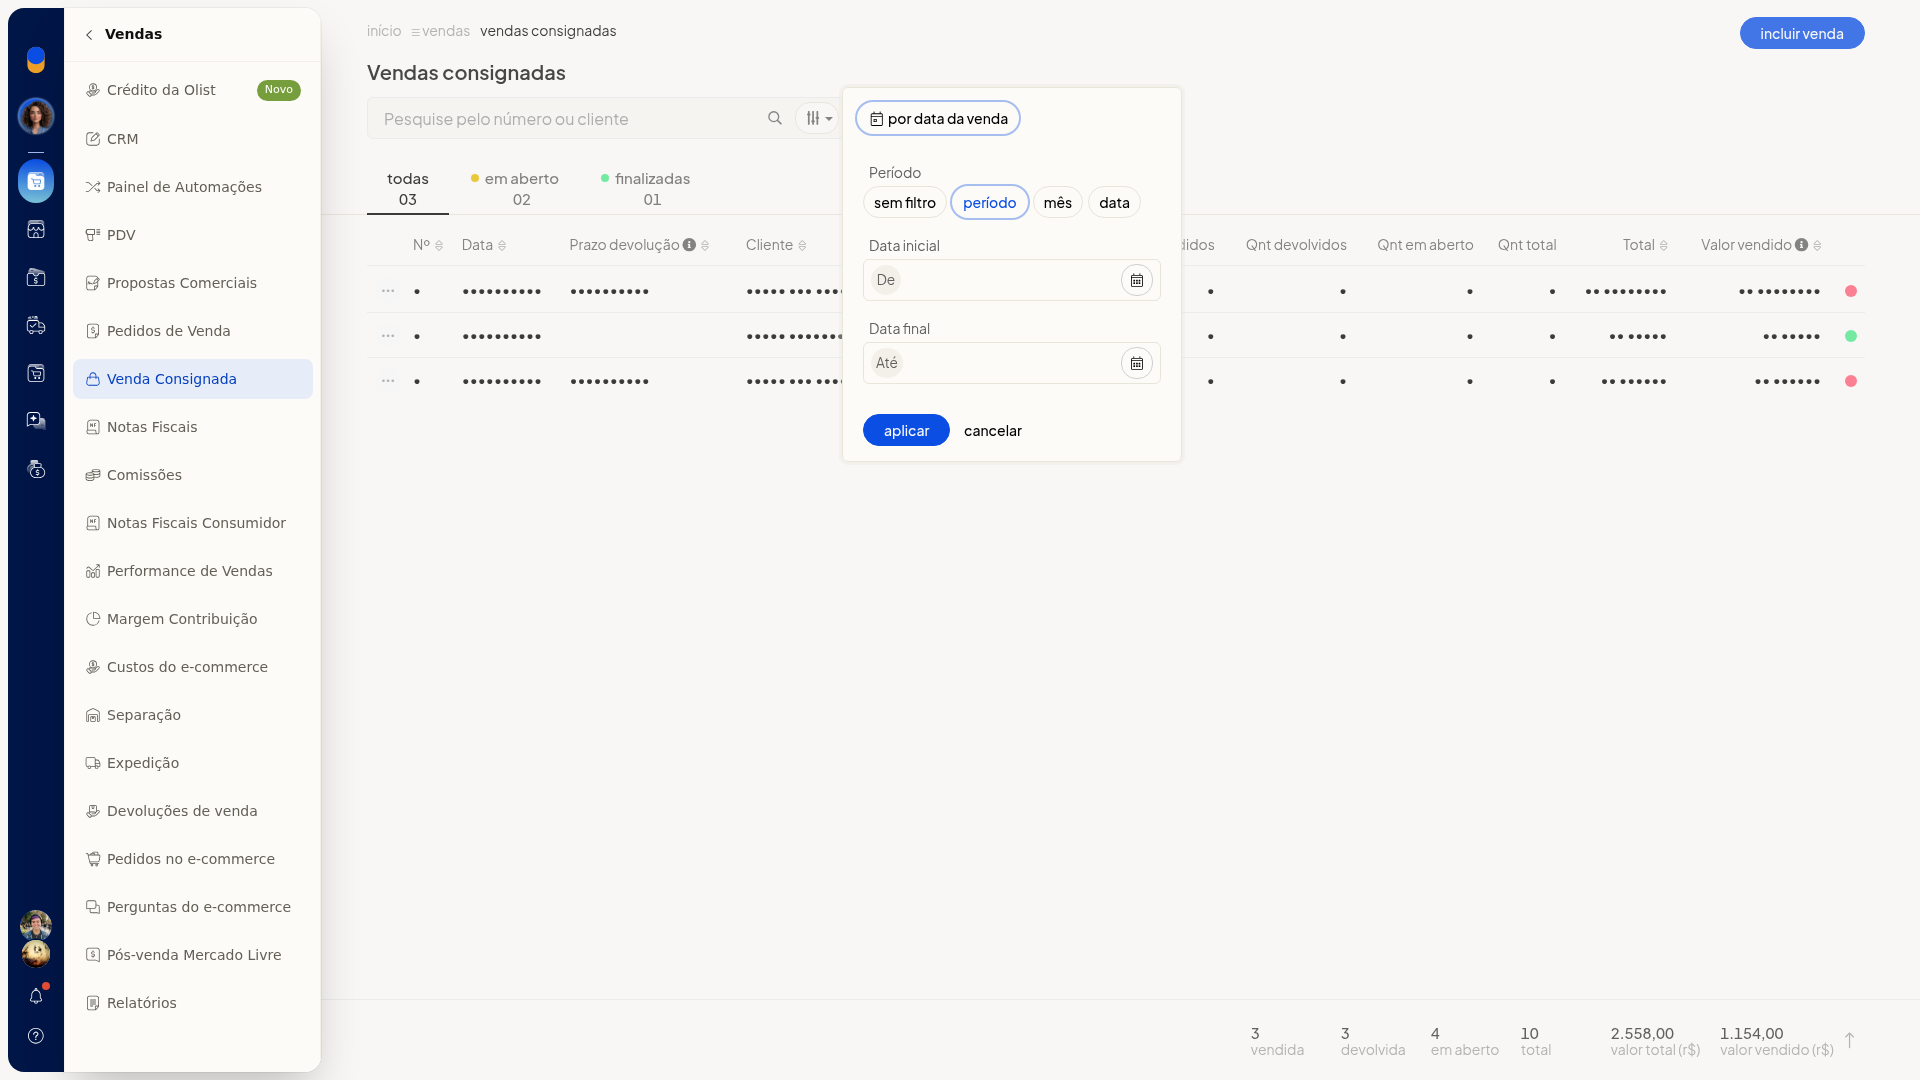 Vendas
Crédito da Olist Novo
CRM
Painel de Automações
PDV
Propostas Comerciais
Pedidos de Venda
Venda Consignada
Notas Fiscais
Comissões
Notas Fiscais Consumidor
Performance de Vendas
Margem Contribuição
Custos do e-commerce
Separação
Expedição
Devoluções de venda
Pedidos no e-commerce
Perguntas do e-commerce
Pós-venda Mercado Livre
Relatórios
início vendas vendas consignadas
incluir venda
Vendas consignadas
Pesquise pelo número ou cliente
por data da venda
todas
03
em aberto
02
finalizadas
01
Período
sem filtro período mês data
Data inicial
De
Data final
Até
aplicar cancelar
Nº Data Prazo devolução Cliente Qnt devolvidos Qnt em aberto Qnt total Total Valor vendido
3
vendida
3
devolvida
4
em aberto
10
total
2.558,00
valor total (r$)
1.154,00
valor vendido (r$)